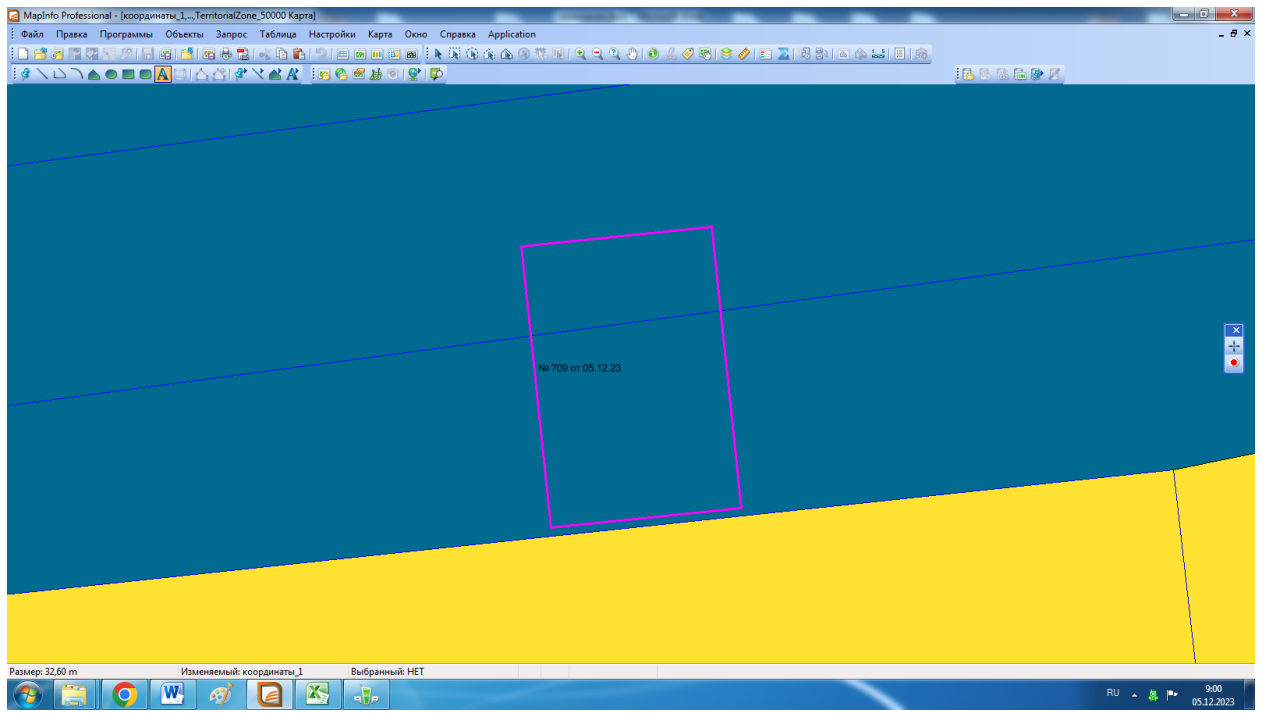 MapInfo Professional - [координаты_1,...,TerritorialZone_50000 Карта]
Файл Правка Программы Объекты Запрос Таблица Настройки Карта Окно Справка Application
№ 709 от 05.12.23
Размер: 32,60 m Изменяемый: координаты_1 Выбранный: НЕТ
RU 9:00
05.12.2023